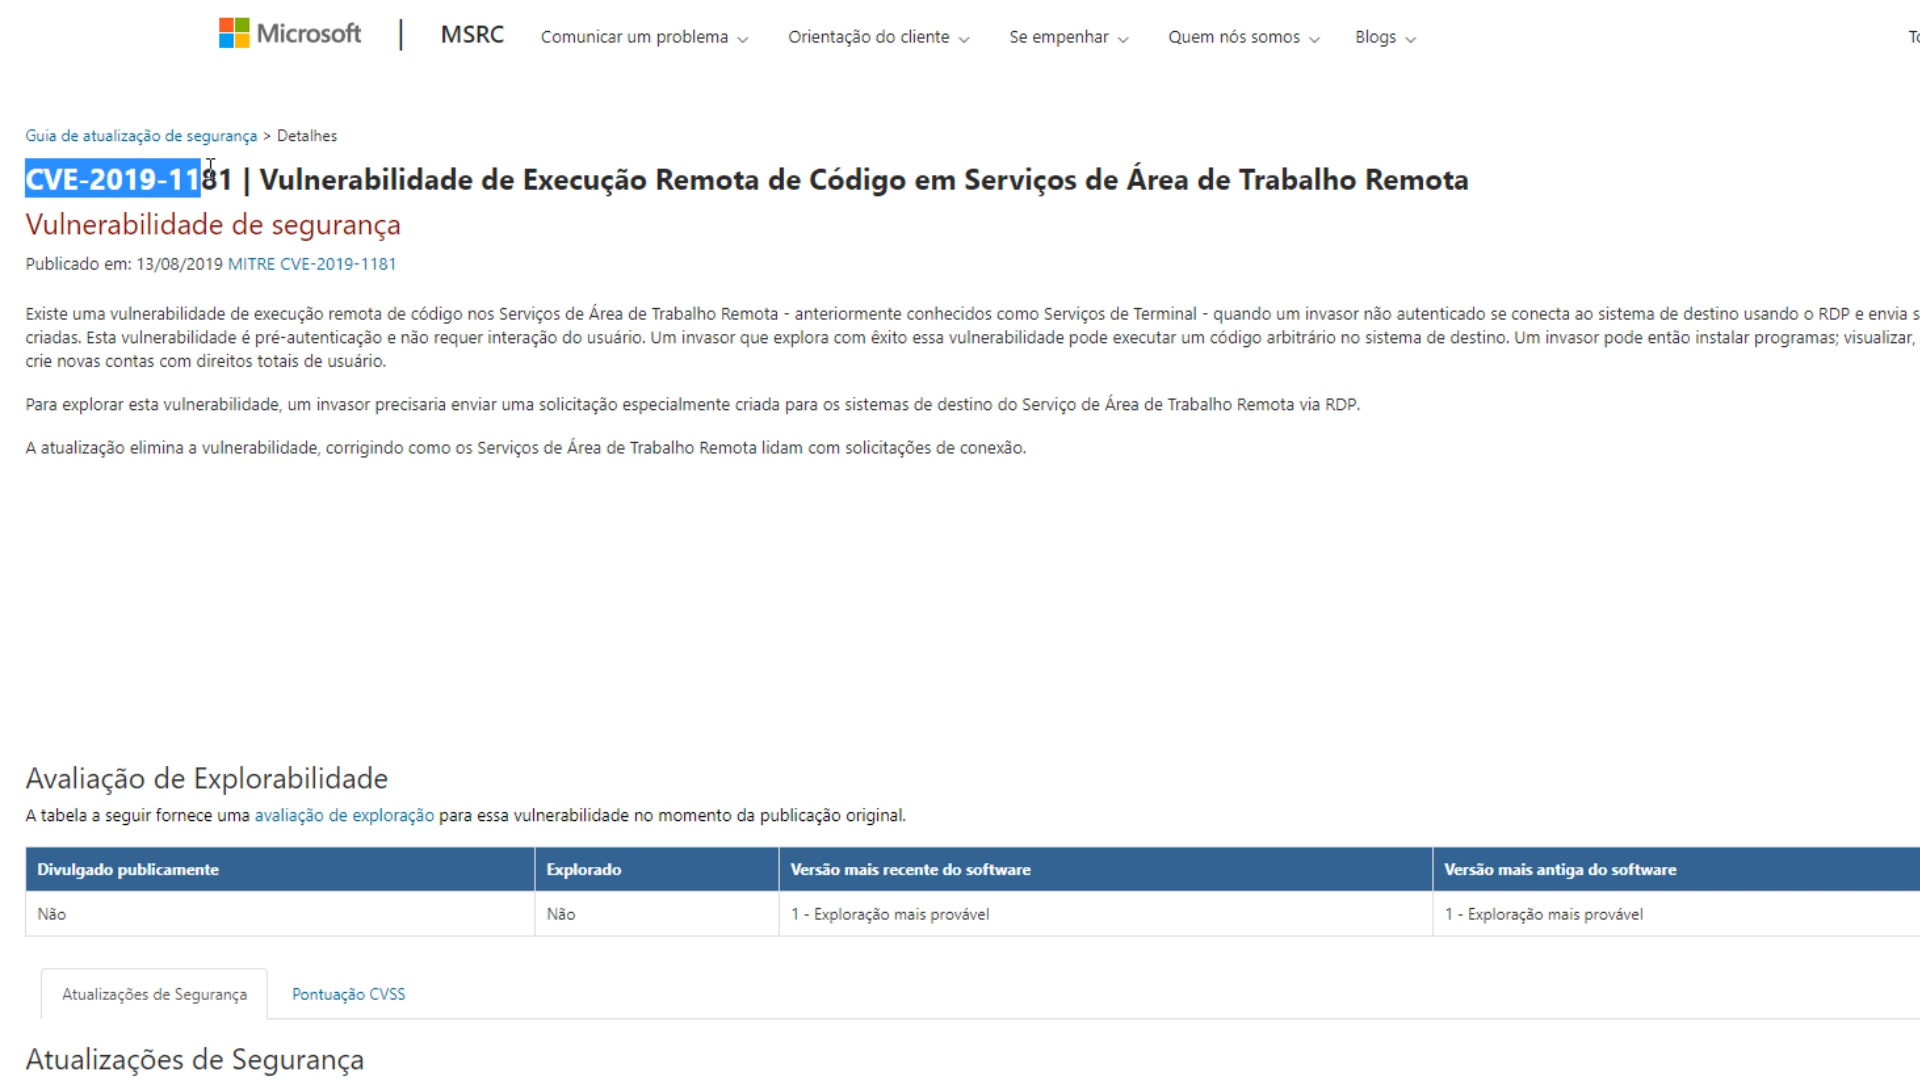 Microsoft | MSRC Comunicar um problema Orientação do cliente Se empenhar Quem nós somos Blogs
Guia de atualização de segurança > Detalhes
CVE-2019-1181 | Vulnerabilidade de Execução Remota de Código em Serviços de Área de Trabalho Remota
Vulnerabilidade de segurança
Publicado em: 13/08/2019 MITRE CVE-2019-1181
Existe uma vulnerabilidade de execução remota de código nos Serviços de Área de Trabalho Remota - anteriormente conhecidos como Serviços de Terminal - quando um invasor não autenticado se conecta ao sistema de destino usando o RDP e envia
criadas. Esta vulnerabilidade é pré-autenticação e não requer interação do usuário. Um invasor que explora com êxito essa vulnerabilidade pode executar um código arbitrário no sistema de destino. Um invasor pode então instalar programas; visualizar,
crie novas contas com direitos totais de usuário.
Para explorar esta vulnerabilidade, um invasor precisaria enviar uma solicitação especialmente criada para os sistemas de destino do Serviço de Área de Trabalho Remota via RDP.
A atualização elimina a vulnerabilidade, corrigindo como os Serviços de Área de Trabalho Remota lidam com solicitações de conexão.
Avaliação de Explorabilidade
A tabela a seguir fornece uma avaliação de exploração para essa vulnerabilidade no momento da publicação original.
Divulgado publicamente Explorado Versão mais recente do software Versão mais antiga do software
Não Não 1 - Exploração mais provável 1 - Exploração mais provável
Atualizações de Segurança Pontuação CVSS
Atualizações de Segurança